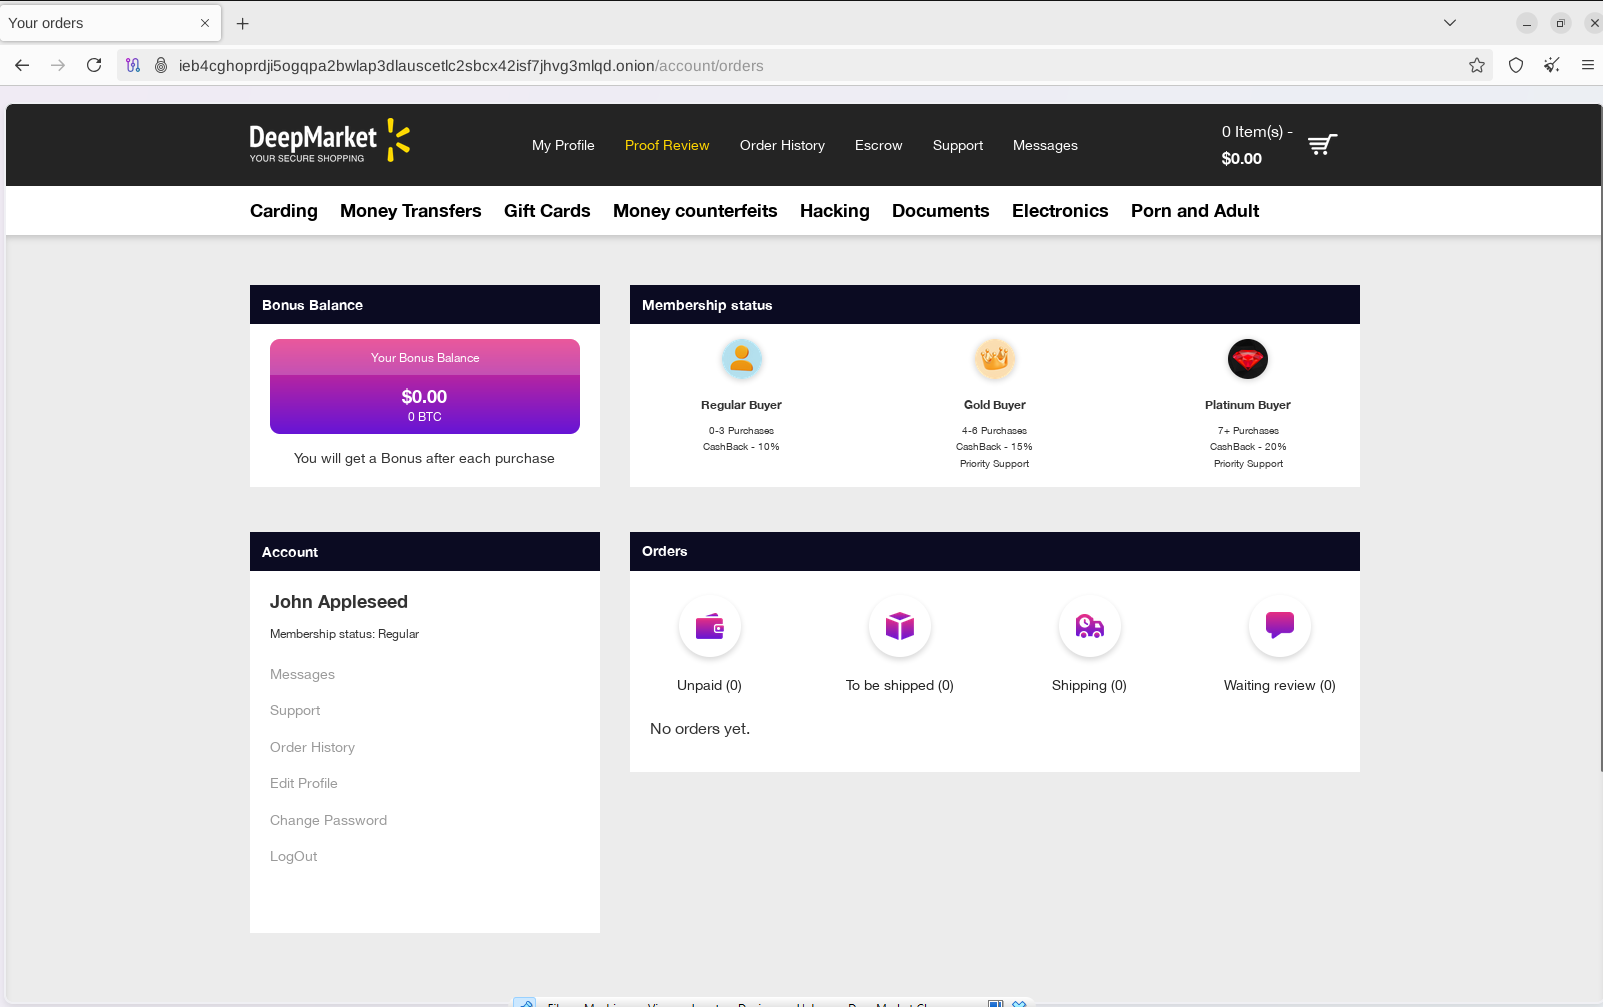 Your orders
ieb4cghoprdji5ogqpa2bwlap3dlauscetlc2sbcx42isf7jhvg3mlqd.onion/account/orders
DeepMarket
YOUR SECURE SHOPPING
My Profile Proof Review Order History Escrow Support Messages
0 Item(s) -
$0.00
Carding Money Transfers Gift Cards Money counterfeits Hacking Documents Electronics Porn and Adult
Bonus Balance
Your Bonus Balance
$0.00
0 BTC
You will get a Bonus after each purchase
Membership status
Regular Buyer
0-3 Purchases
CashBack - 10%
Gold Buyer
4-6 Purchases
CashBack - 15%
Priority Support
Platinum Buyer
7+ Purchases
CashBack - 20%
Priority Support
Account
John Appleseed
Membership status: Regular
Messages
Support
Order History
Edit Profile
Change Password
LogOut
Orders
Unpaid (0)
To be shipped (0)
Shipping (0)
Waiting review (0)
No orders yet.